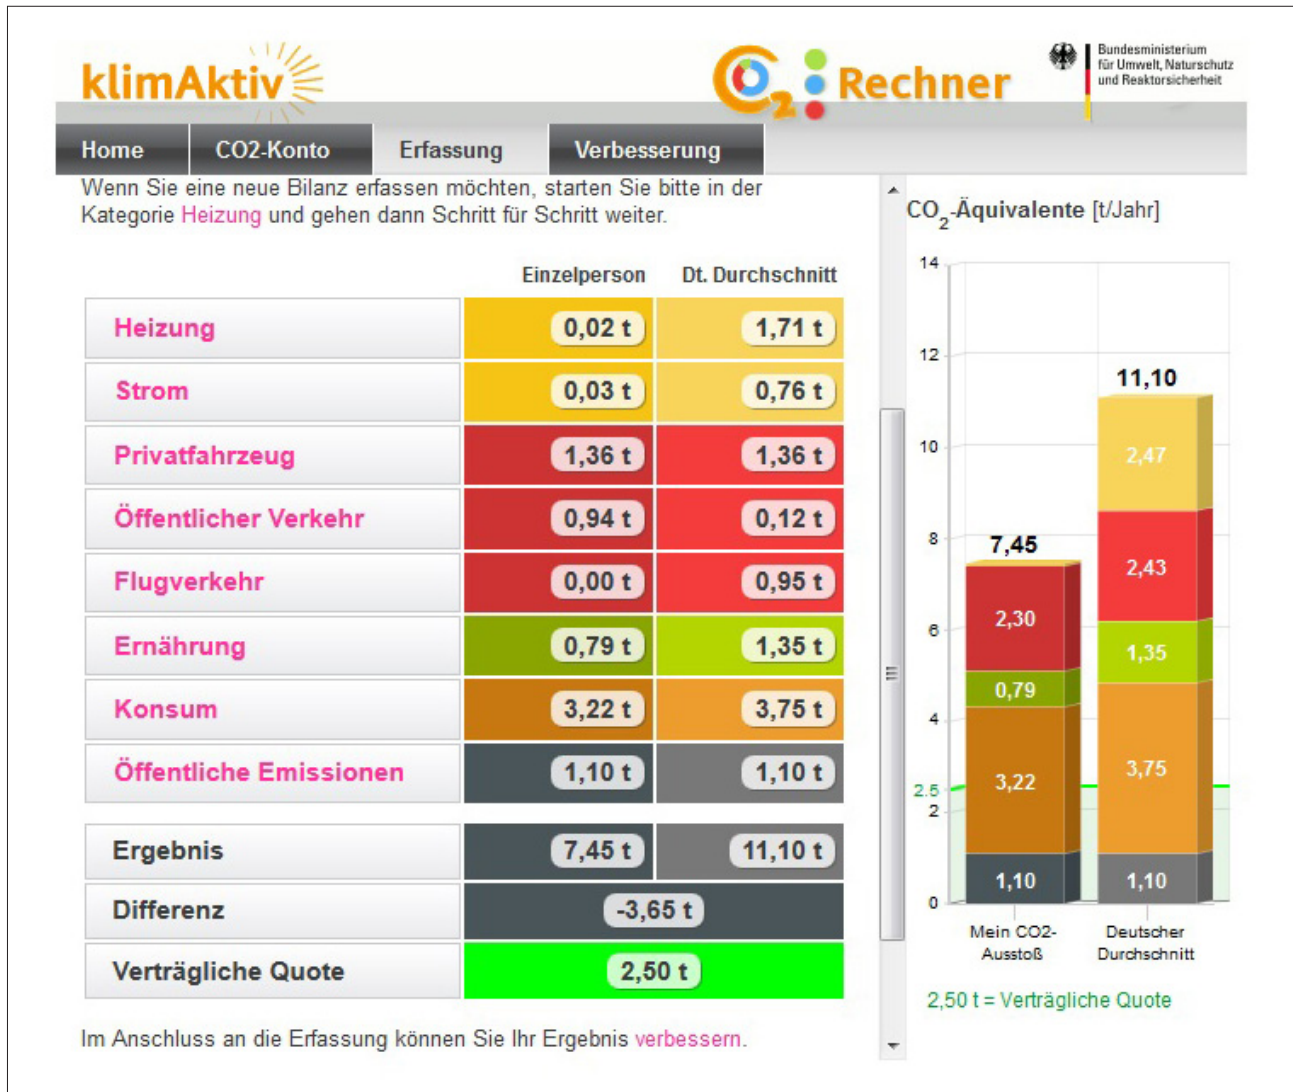 klimAktiv
CO2 Rechner
Bundesministerium
für Umwelt, Naturschutz
und Reaktorsicherheit
Home CO2-Konto Erfassung Verbesserung
Wenn Sie eine neue Bilanz erfassen möchten, starten Sie bitte in der
Kategorie Heizung und gehen dann Schritt für Schritt weiter.
Einzelperson Dt. Durchschnitt
Heizung 0,02 t 1,71 t
Strom 0,03 t 0,76 t
Privatfahrzeug 1,36 t 1,36 t
Öffentlicher Verkehr 0,94 t 0,12 t
Flugverkehr 0,00 t 0,95 t
Ernährung 0,79 t 1,35 t
Konsum 3,22 t 3,75 t
Öffentliche Emissionen 1,10 t 1,10 t
Ergebnis 7,45 t 11,10 t
Differenz -3,65 t
Verträgliche Quote 2,50 t
Im Anschluss an die Erfassung können Sie Ihr Ergebnis verbessern.
CO2-Äquivalente [t/Jahr]
14
12
11,10
10
2,47
8
7,45
2,43
2,30
6
1,35
0,79
4
3,75
3,22
2.5
2
1,10 1,10
0
Mein CO2-
Ausstoß
Deutscher
Durchschnitt
2,50 t = Verträgliche Quote